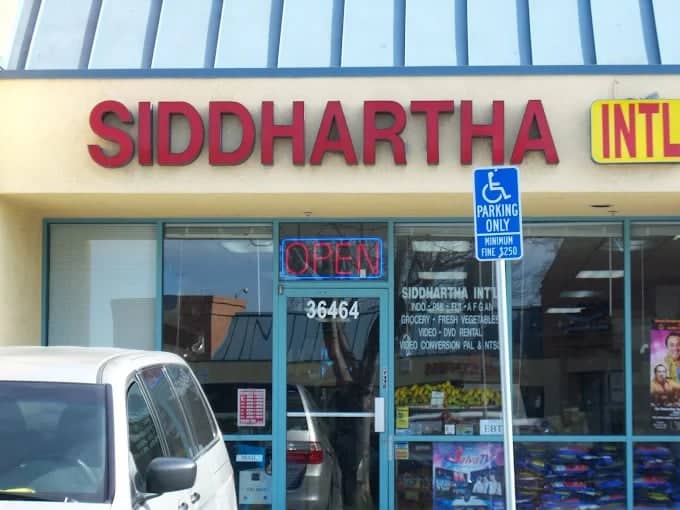 SIDDHARTHA INTL
PARKING
ONLY
MINIMUM
FINE $250
OPEN
36464
SIDDHARTHA INT'L
INDO - PAK - FIJI - AFGAN
GROCERY - FRESH VEGETABLES
VIDEO - DVD RENTAL
VIDEO CONVERSION PAL & NTSC
EBT
MAIL